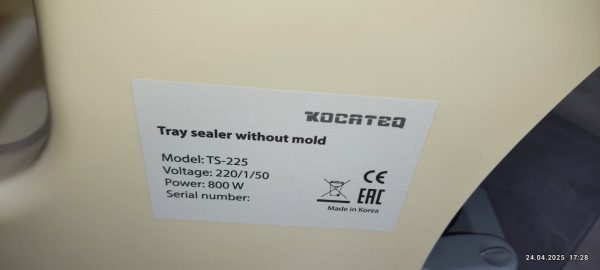 KOCATEQ
Tray sealer without mold
Model: TS-225
Voltage: 220/1/50
Power: 800 W
Serial number:
CE
EAC
Made in Korea
24.04.2025 17:28